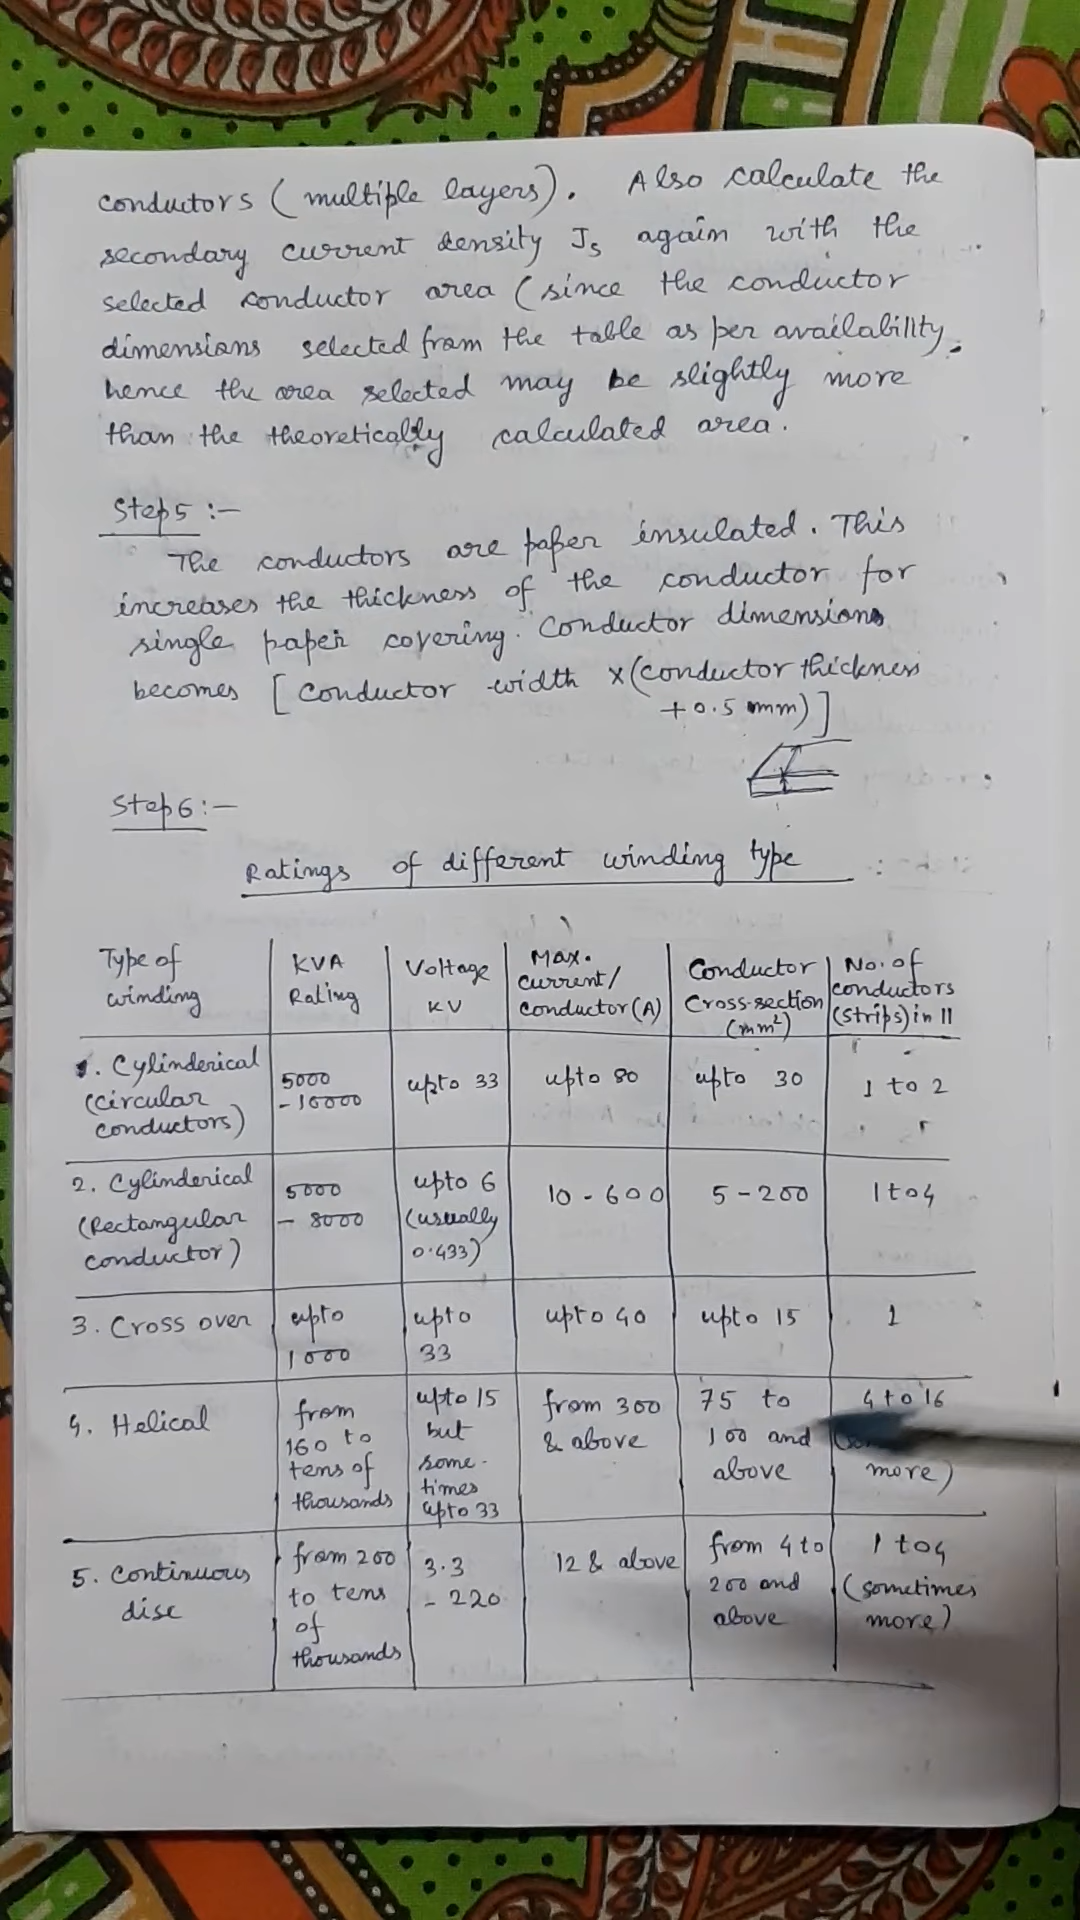 conductors (multiple layers). Also calculate the
secondary current density Js again with the
selected conductor area (since the conductor
dimensions selected from the table as per availability,
hence the area selected may be slightly more
than the theoretically calculated area.
Step5 :-
The conductors are paper insulated. This
increases the thickness of the conductor for
single paper covering. Conductor dimensions
becomes [conductor width x (conductor thickness
+0.5 mm)]
Step6:-
Ratings of different winding type
Type of
winding
KVA
Rating
Voltage
KV
Max.
current/
conductor (A)
Conductor
Cross-section
(mm²)
No. of
conductors
(strips) in 11
1. Cylinderical
(circular
conductors)
5000
- 10000
upto 33
upto 80
upto 30
1 to 2
2. Cylinderical
(Rectangular
conductor)
5000
- 8000
upto 6
(usually
0.433)
10 - 600
5 - 200
1 to 4
3. Cross over
upto
1000
upto
33
upto 40
upto 15
1
4. Helical
from
160 to
tens of
thousands
upto 15
but
some-
times
upto 33
from 300
& above
75 to
100 and
above
4 to 16
more)
5. Continuous
disc
from 200
to tens
of
thousands
3.3
- 220
12 & above
from 4 to
200 and
above
1 to 4
(sometimes
more)